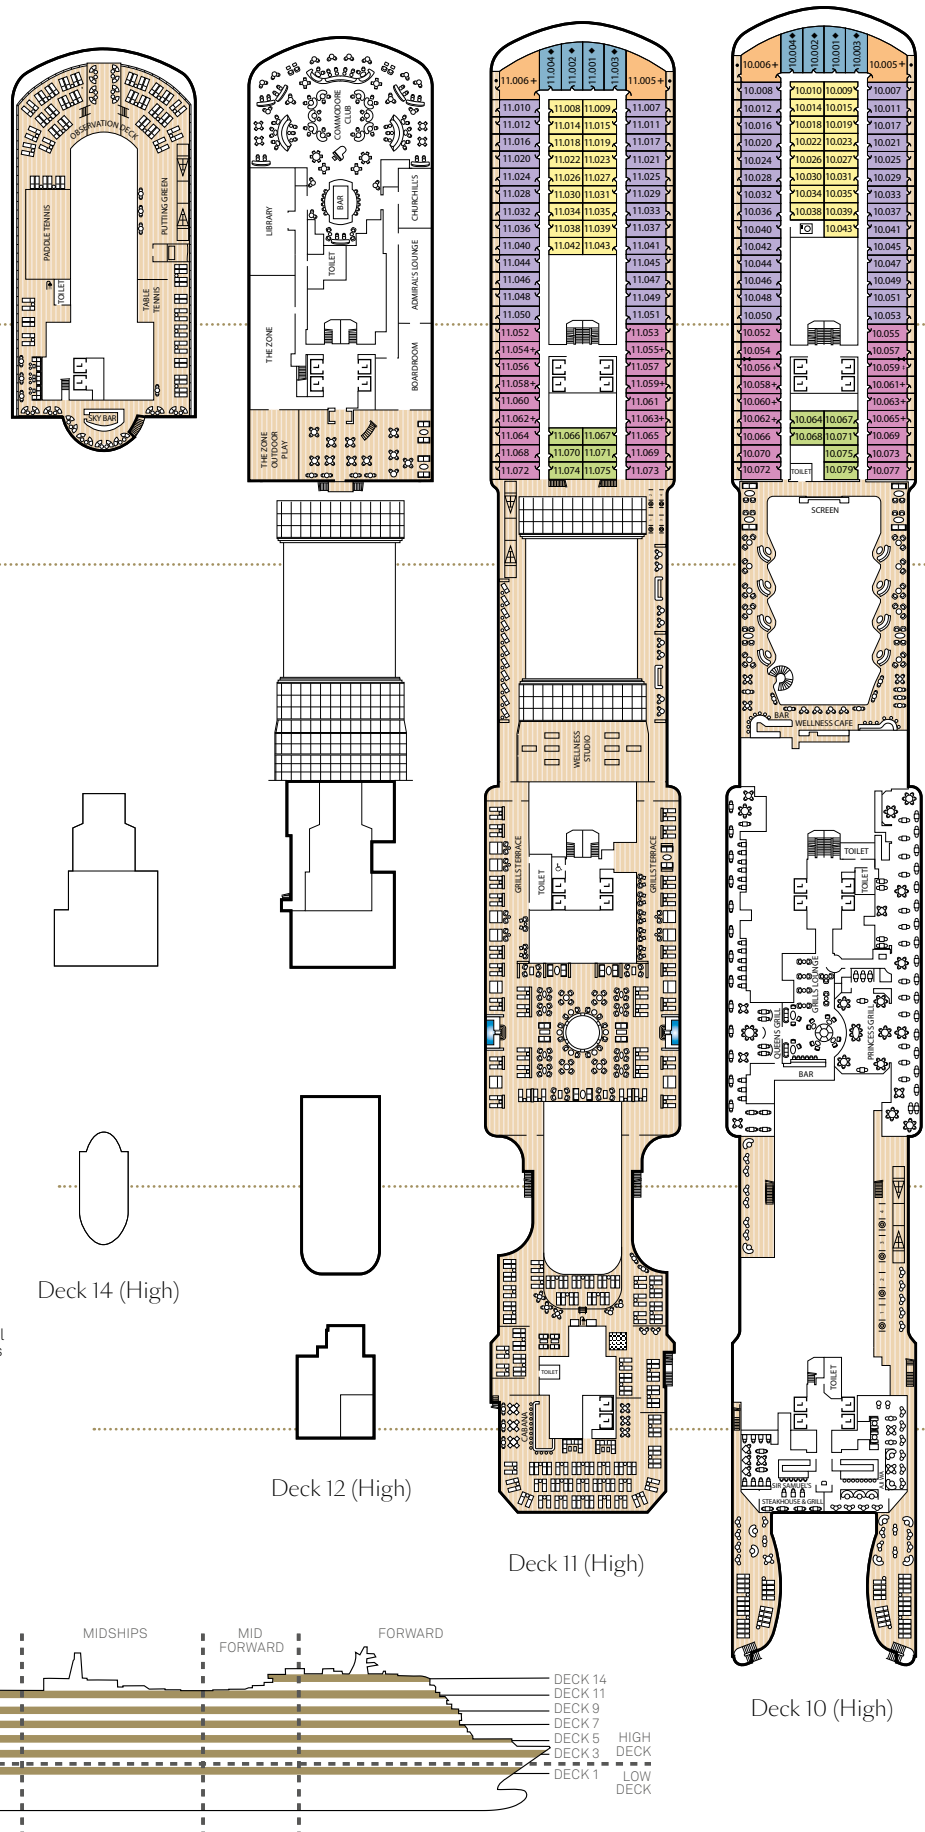 OBSERVATION DECK
PADDLE TENNIS
PUTTING GREEN
TOILET
TABLE
TENNIS
SKY BAR
Deck 14 (High)
COMMODORE
CLUB
BAR
LIBRARY
CHURCHILL'S
TOILET
ADMIRAL'S LOUNGE
THE ZONE
BOARDROOM
THE ZONE
OUTDOOR
PLAY
Deck 12 (High)
11.004 11.002 11.001 11.003
11.006+ 11.005+
11.010 11.008 11.009 11.007
11.012 11.014 11.015 11.011
11.016 11.018 11.019 11.017
11.020 11.022 11.023 11.021
11.024 11.026 11.027 11.025
11.028 11.030 11.031 11.029
11.032 11.034 11.035 11.033
11.036 11.038 11.039 11.037
11.040 11.042 11.043 11.041
11.044 11.045
11.046 11.047
11.048 11.049
11.050 11.051
11.052 11.053
11.054+ 11.055+
11.056 11.057
11.058+ 11.059+
11.060 11.061
11.062+ 11.063+
11.064 11.066 11.067 11.065
11.068 11.070 11.071 11.069
11.072 11.074 11.075 11.073
WELLNESS
STUDIO
GRILLS TERRACE
TOILET
GRILLS TERRACE
TOILET
CABANA
Deck 11 (High)
10.004 10.002 10.001 10.003
10.006+ 10.005+
10.008 10.010 10.009 10.007
10.012 10.014 10.015 10.011
10.016 10.018 10.019 10.017
10.020 10.022 10.023 10.021
10.024 10.026 10.027 10.025
10.028 10.030 10.031 10.029
10.032 10.034 10.035 10.033
10.036 10.038 10.039 10.037
10.040 10.043 10.041
10.042 10.045
10.044 10.047
10.046 10.049
10.048 10.051
10.050 10.053
10.052 10.055
10.054 10.057
10.056+ 10.059+
10.058+ 10.061+
10.060+ 10.063+
10.062+ 10.064 10.067 10.065+
10.066 10.068 10.071 10.069
10.070 10.075 10.073
10.072 TOILET 10.079 10.077
SCREEN
BAR
WELLNESS CAFE
TOILET
TOILET
GRILLS LOUNGE
QUEENS GRILL
PRINCESS GRILL
BAR
TOILET
SIR SAMUEL'S
STEAKHOUSE & GRILL
Deck 10 (High)
MIDSHIPS
MID
FORWARD
FORWARD
DECK 14
DECK 11
DECK 9
DECK 7
DECK 5
DECK 3
DECK 1
HIGH
DECK
LOW
DECK